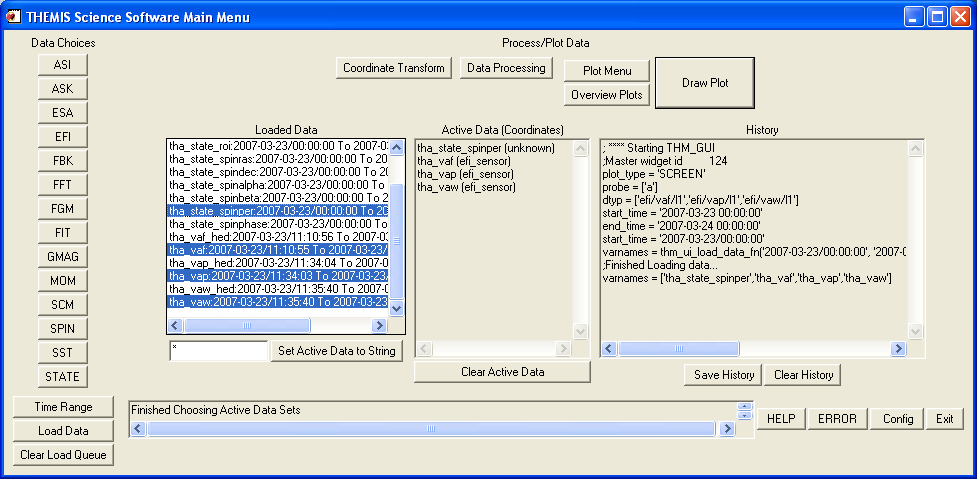 THEMIS Science Software Main Menu
Data Choices
Process/Plot Data
ASI
ASK
ESA
EFI
FBK
FFT
FGM
FIT
GMAG
MOM
SCM
SPIN
SST
STATE
Coordinate Transform
Data Processing
Plot Menu
Overview Plots
Draw Plot
Loaded Data
tha_state_roi:2007-03-23/00:00:00 To 2007-03
tha_state_spinras:2007-03-23/00:00:00 To 20
tha_state_spindec:2007-03-23/00:00:00 To 20
tha_state_spinalpha:2007-03-23/00:00:00 To
tha_state_spinbeta:2007-03-23/00:00:00 To 2
tha_state_spinper:2007-03-23/00:00:00 To 20
tha_state_spinphase:2007-03-23/00:00:00 To
tha_vaf_hed:2007-03-23/11:10:56 To 2007-03
tha_vaf:2007-03-23/11:10:55 To 2007-03-23/
tha_vap_hed:2007-03-23/11:34:04 To 2007-03
tha_vap:2007-03-23/11:34:03 To 2007-03-23/
tha_vaw_hed:2007-03-23/11:35:40 To 2007-0
tha_vaw:2007-03-23/11:35:40 To 2007-03-23
*
Set Active Data to String
Active Data (Coordinates)
tha_state_spinper (unknown)
tha_vaf (efi_sensor)
tha_vap (efi_sensor)
tha_vaw (efi_sensor)
Clear Active Data
History
; **** Starting THM_GUI
;Master widget id 124
plot_type = 'SCREEN'
probe = ['a']
dtyp = ['efi/vaf/l1','efi/vap/l1','efi/vaw/l1']
start_time = '2007-03-23 00:00:00'
end_time = '2007-03-24 00:00:00'
start_time = '2007-03-23/00:00:00'
varnames = thm_ui_load_data_fn('2007-03-23/00:00:00', '2007-
;Finished Loading data...
varnames = ['tha_state_spinper','tha_vaf','tha_vap','tha_vaw']
Save History
Clear History
Time Range
Load Data
Clear Load Queue
Finished Choosing Active Data Sets
HELP
ERROR
Config
Exit